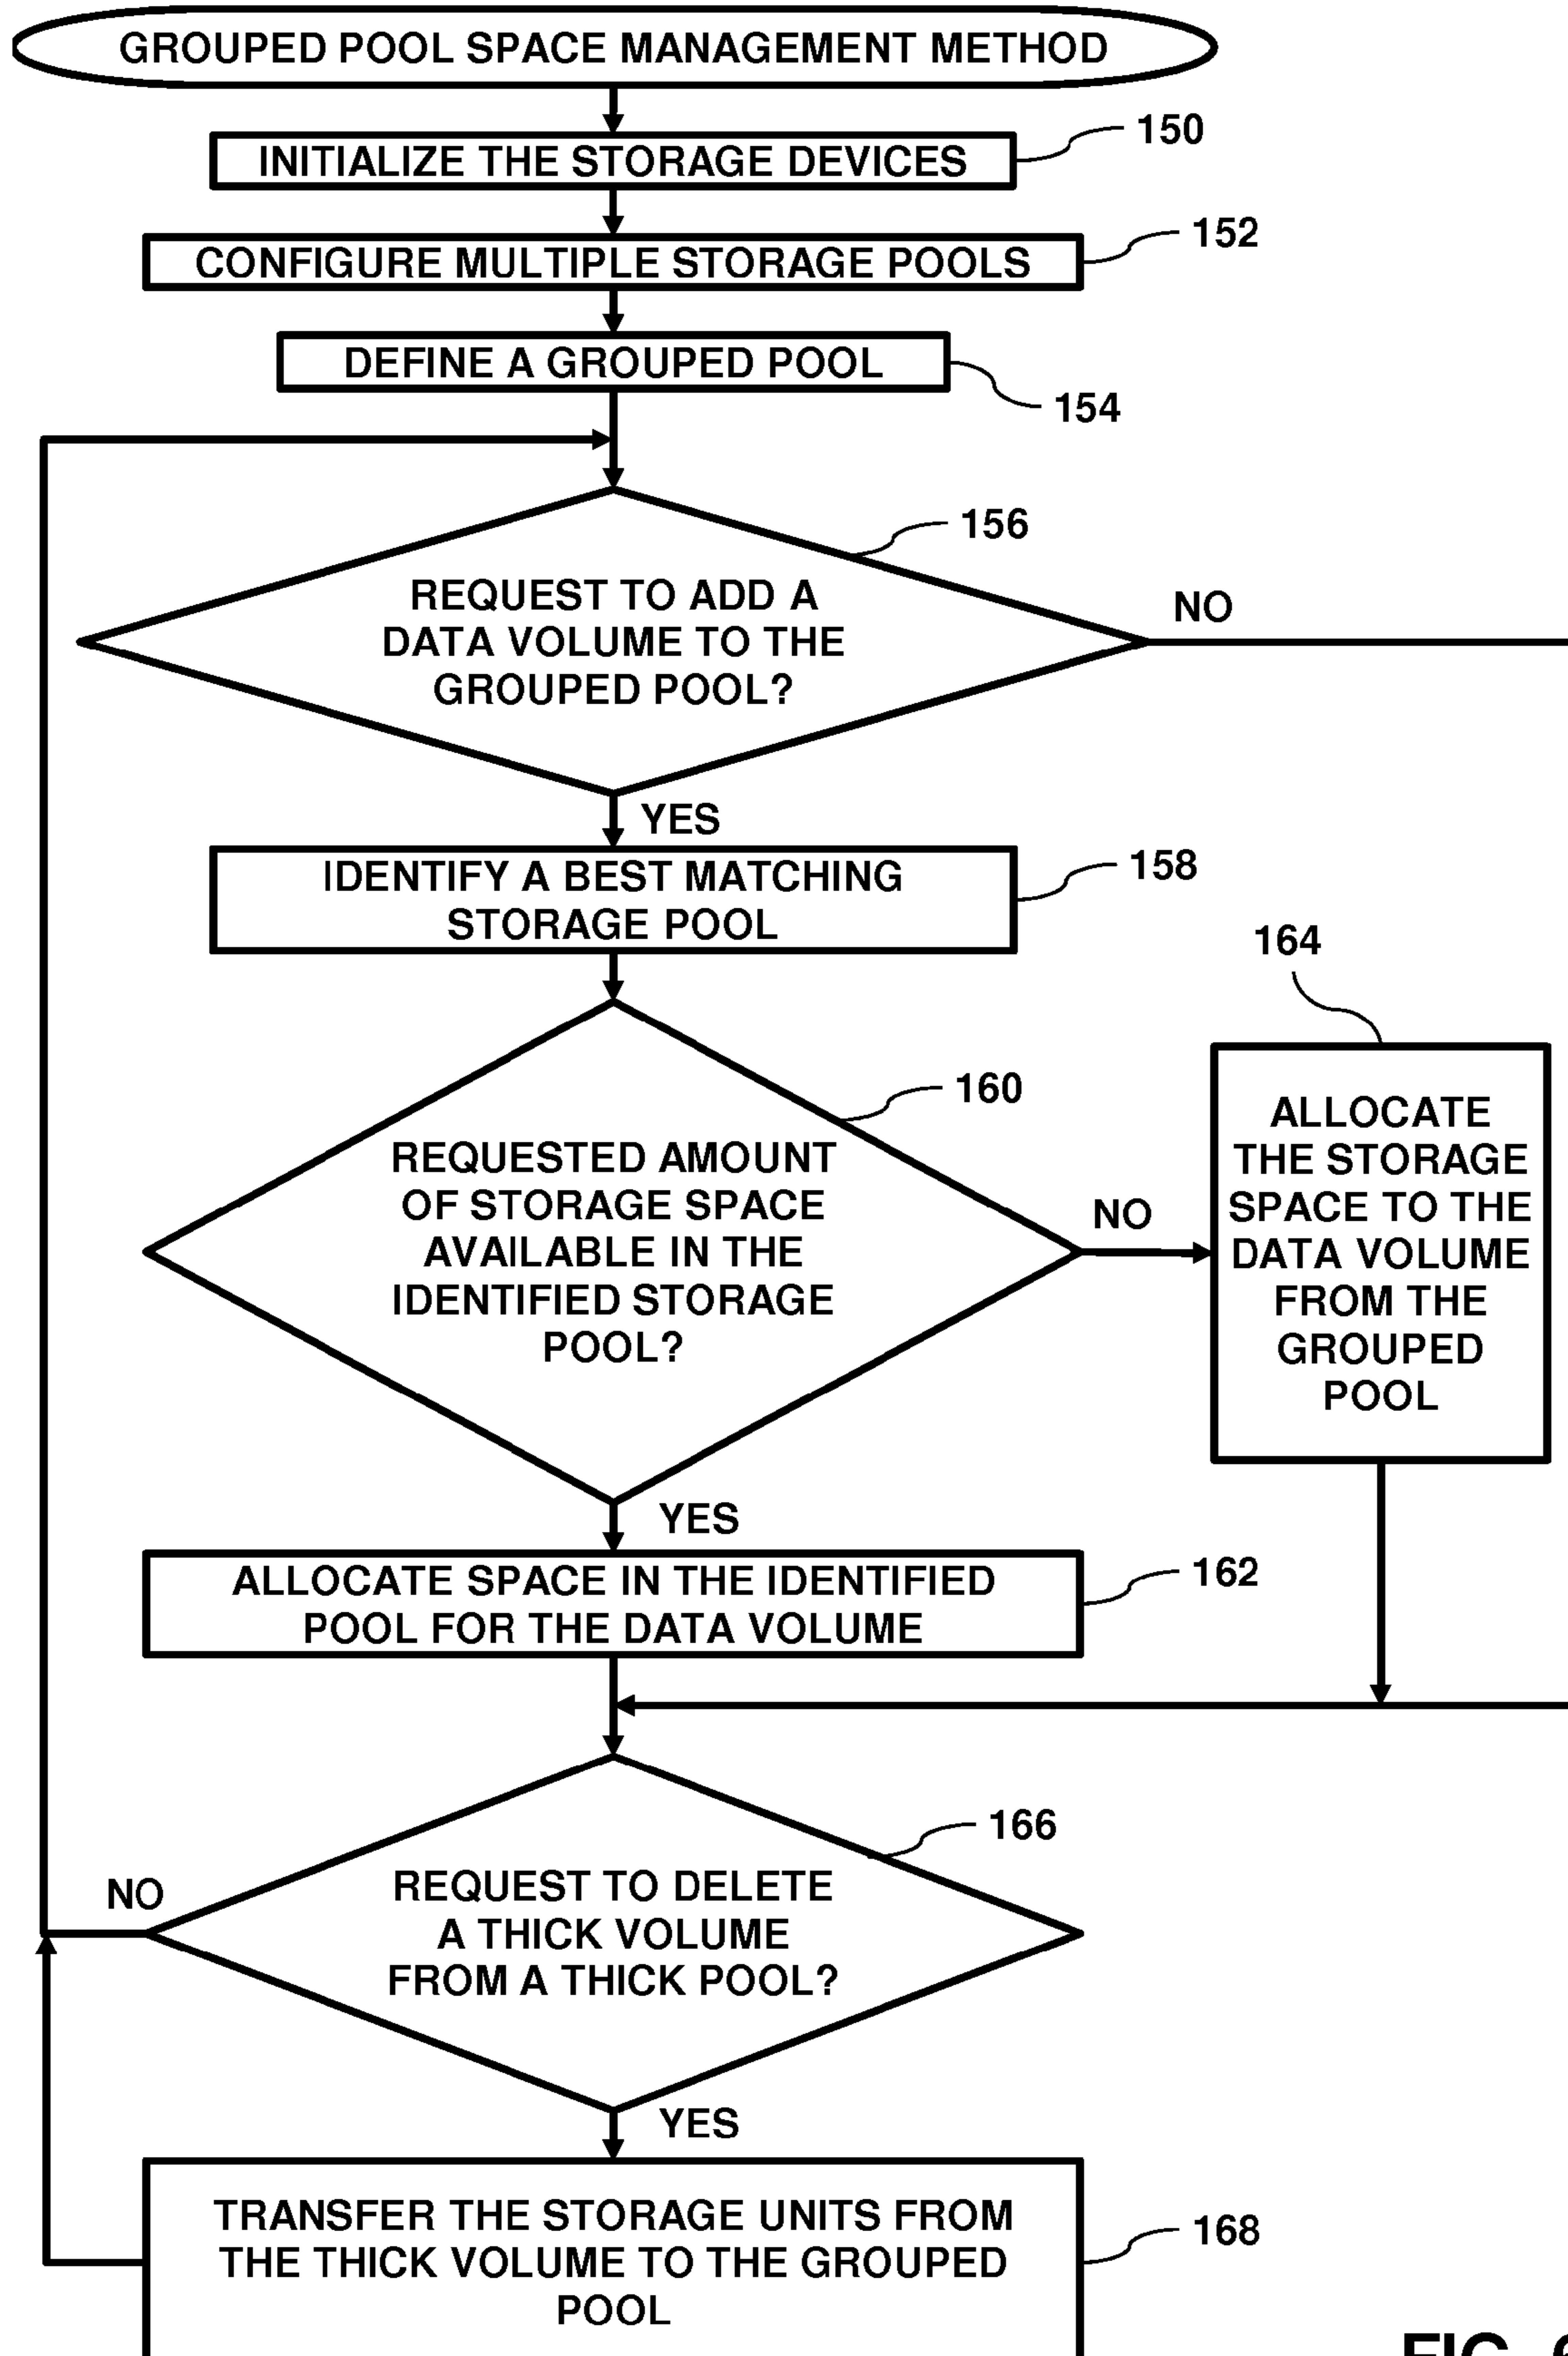 GROUPED POOL SPACE MANAGEMENT METHOD
150
INITIALIZE THE STORAGE DEVICES
152
CONFIGURE MULTIPLE STORAGE POOLS
DEFINE A GROUPED POOL
154
156
REQUEST TO ADD A
DATA VOLUME TO THE
GROUPED POOL?
NO
YES
158
IDENTIFY A BEST MATCHING
STORAGE POOL
160
REQUESTED AMOUNT
OF STORAGE SPACE
AVAILABLE IN THE
IDENTIFIED STORAGE
POOL?
NO
164
ALLOCATE
THE STORAGE
SPACE TO THE
DATA VOLUME
FROM THE
GROUPED
POOL
YES
162
ALLOCATE SPACE IN THE IDENTIFIED
POOL FOR THE DATA VOLUME
166
REQUEST TO DELETE
A THICK VOLUME
FROM A THICK POOL?
NO
YES
168
TRANSFER THE STORAGE UNITS FROM
THE THICK VOLUME TO THE GROUPED
POOL
FIG.